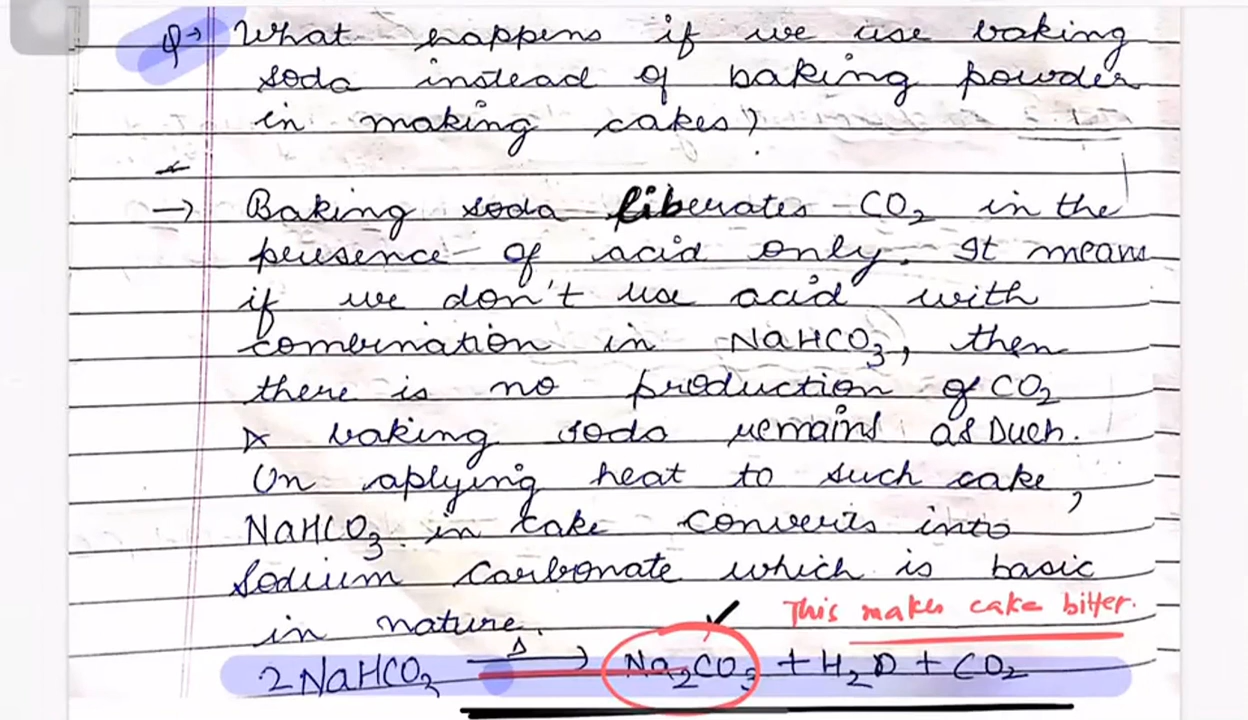 Q→ What happens if we use baking
soda instead of baking powder
in making cakes?
→ Baking soda liberates CO₂ in the
presence of acid only. It means
if we don't use acid with
combination in NaHCO₃, then
there is no production of CO₂
& baking soda remains as such.
On aplying heat to such cake,
NaHCO₃ in cake converts into
Sodium Carbonate which is basic
in nature.
This makes cake bitter.
2NaHCO₃ —Δ→ Na₂CO₃ + H₂O + CO₂